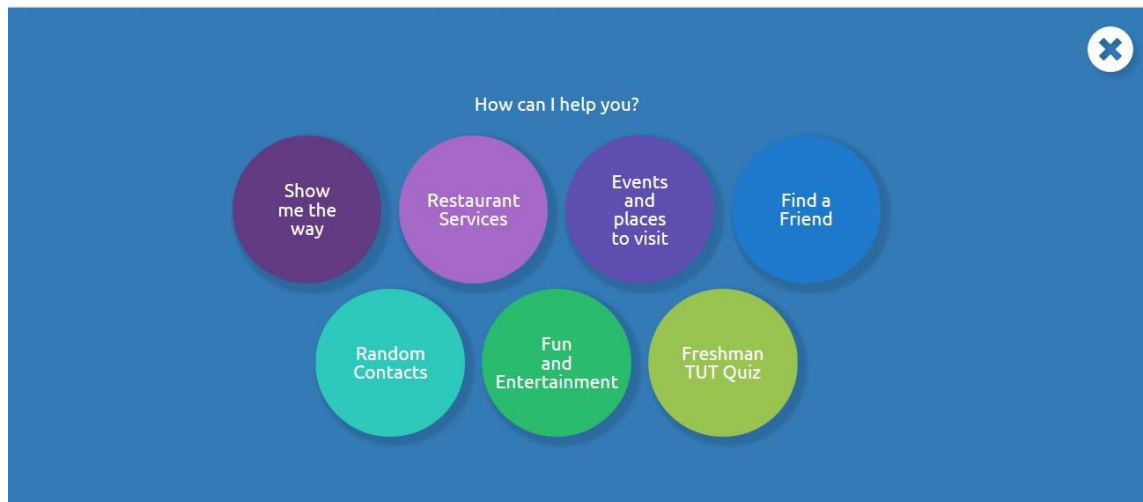 How can I help you?
Show
me the
way
Restaurant
Services
Events
and
places
to visit
Find a
Friend
Random
Contacts
Fun
and
Entertainment
Freshman
TUT Quiz